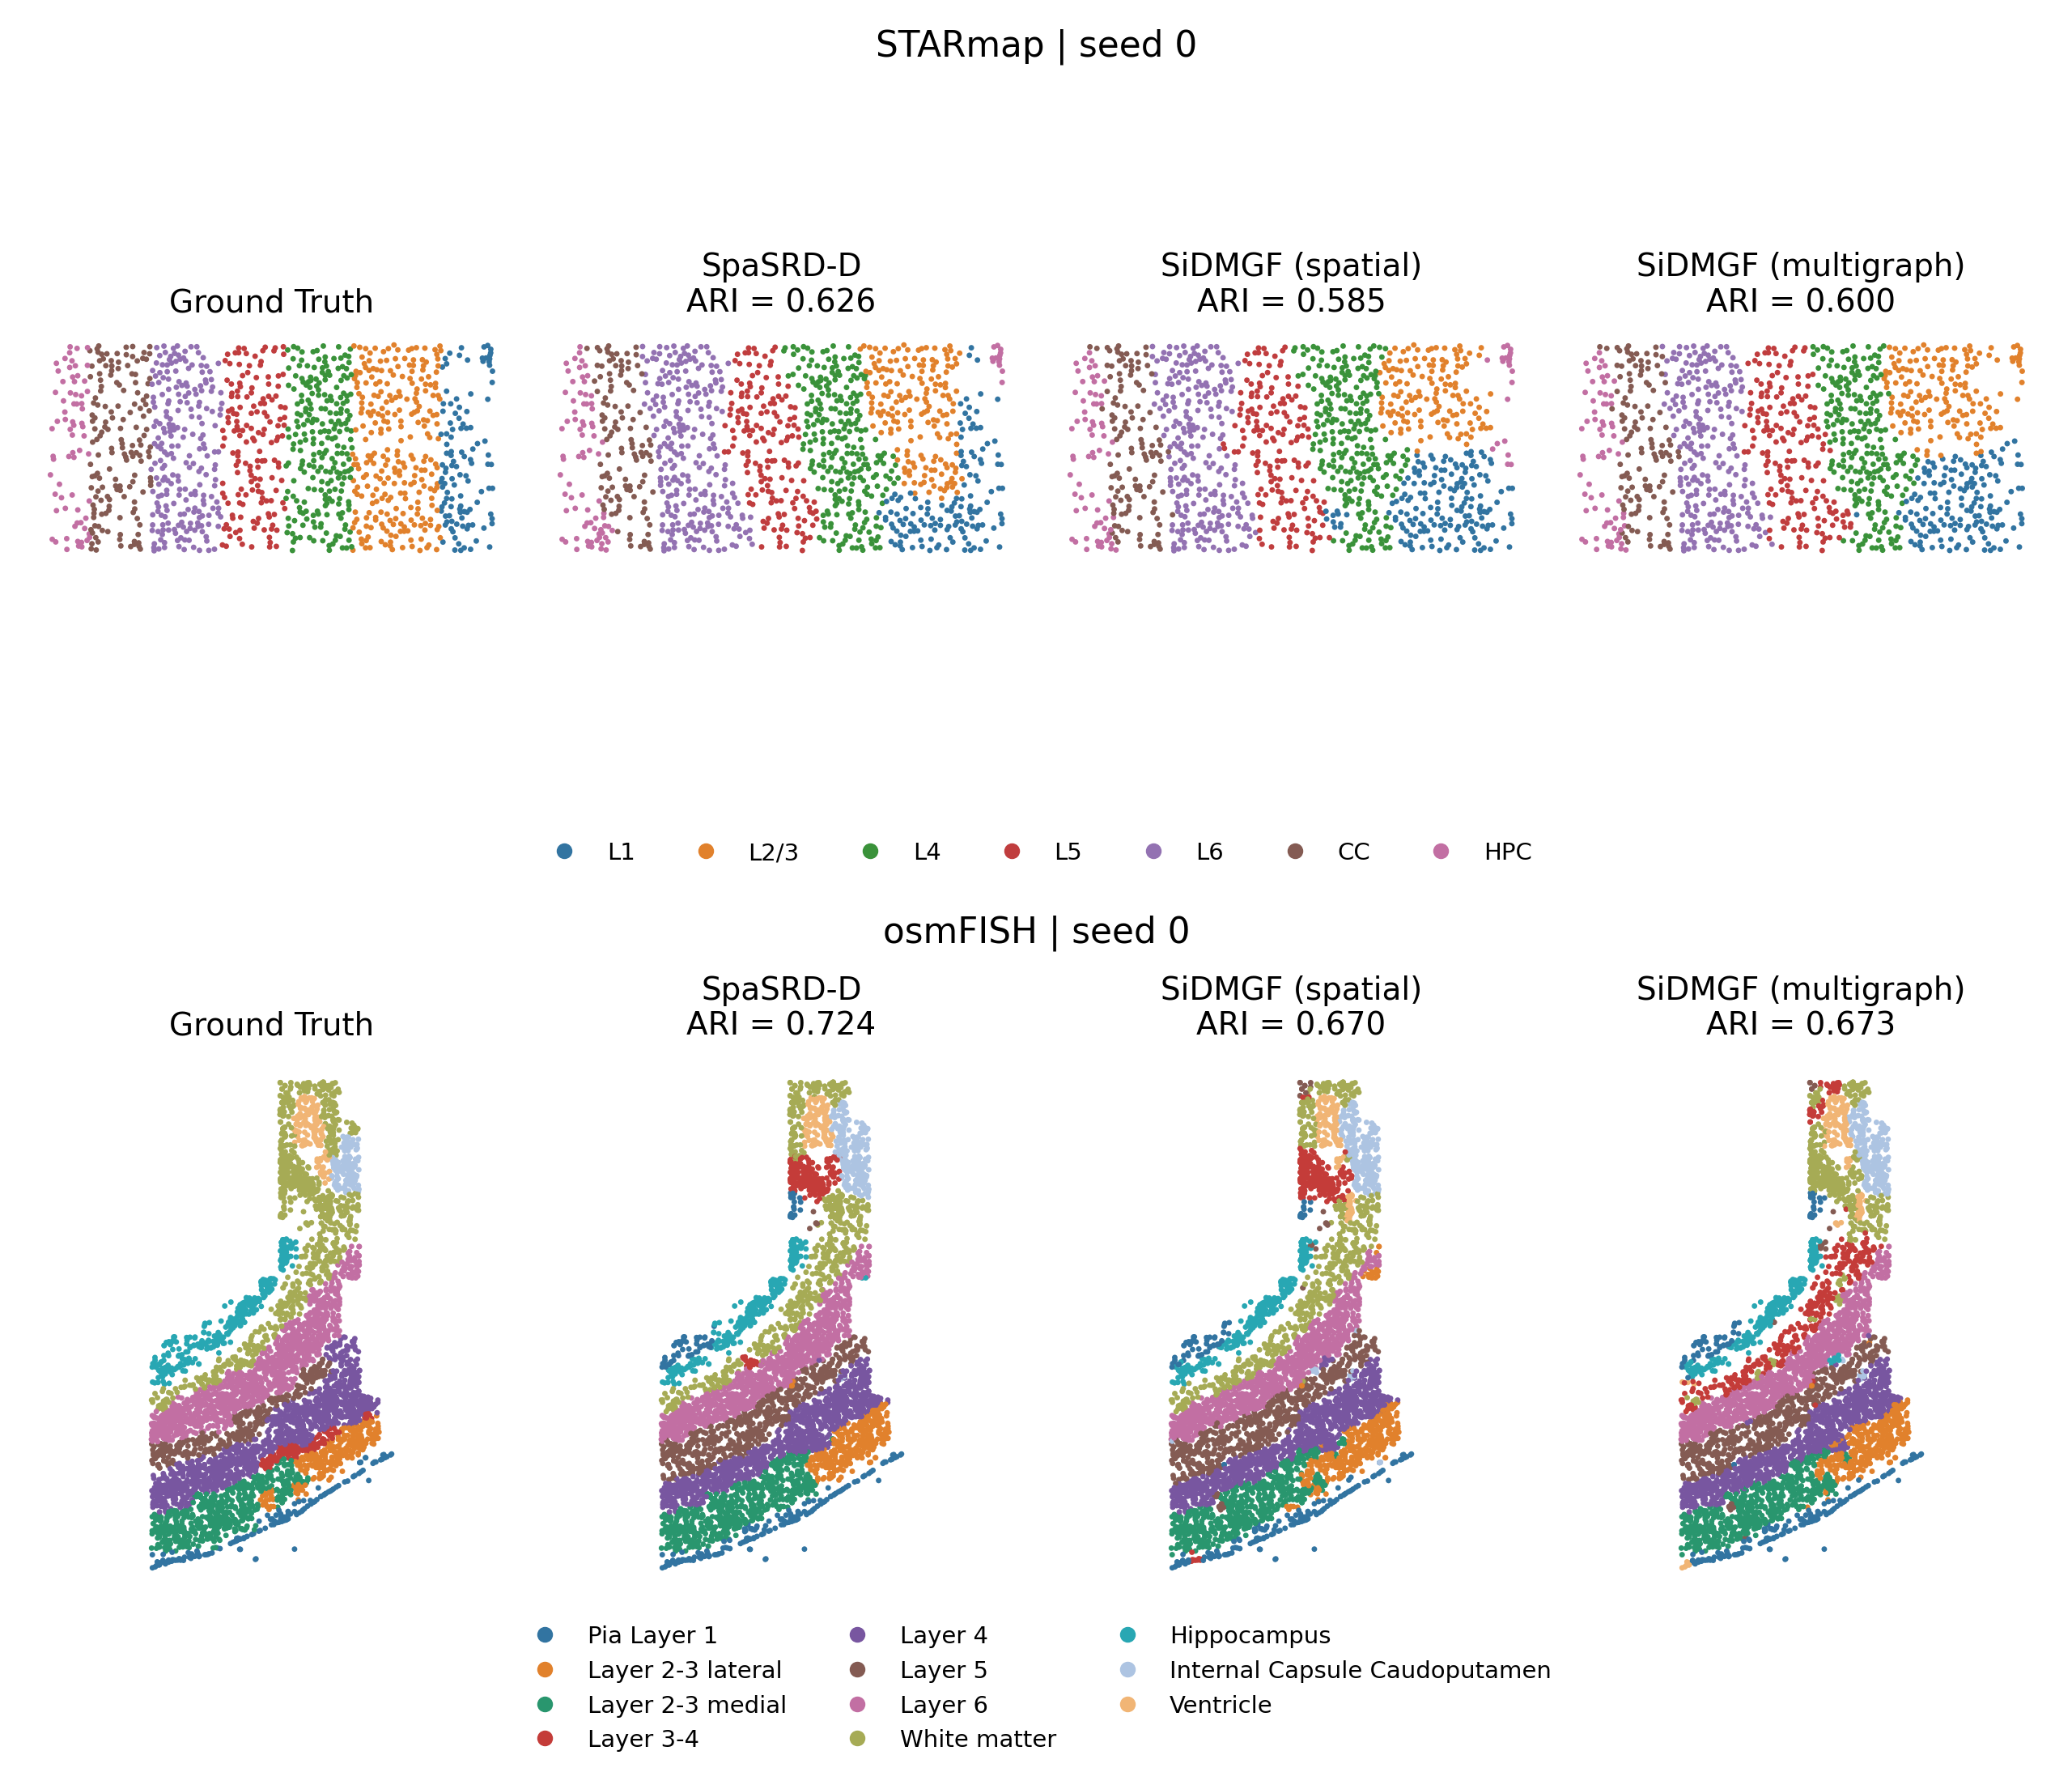 STARmap | seed 0
Ground Truth
SpaSRD-D
ARI = 0.626
SiDMGF (spatial)
ARI = 0.585
SiDMGF (multigraph)
ARI = 0.600
L1
L2/3
L4
L5
L6
CC
HPC
osmFISH | seed 0
Ground Truth
SpaSRD-D
ARI = 0.724
SiDMGF (spatial)
ARI = 0.670
SiDMGF (multigraph)
ARI = 0.673
Pia Layer 1
Layer 2-3 lateral
Layer 2-3 medial
Layer 3-4
Layer 4
Layer 5
Layer 6
White matter
Hippocampus
Internal Capsule Caudoputamen
Ventricle